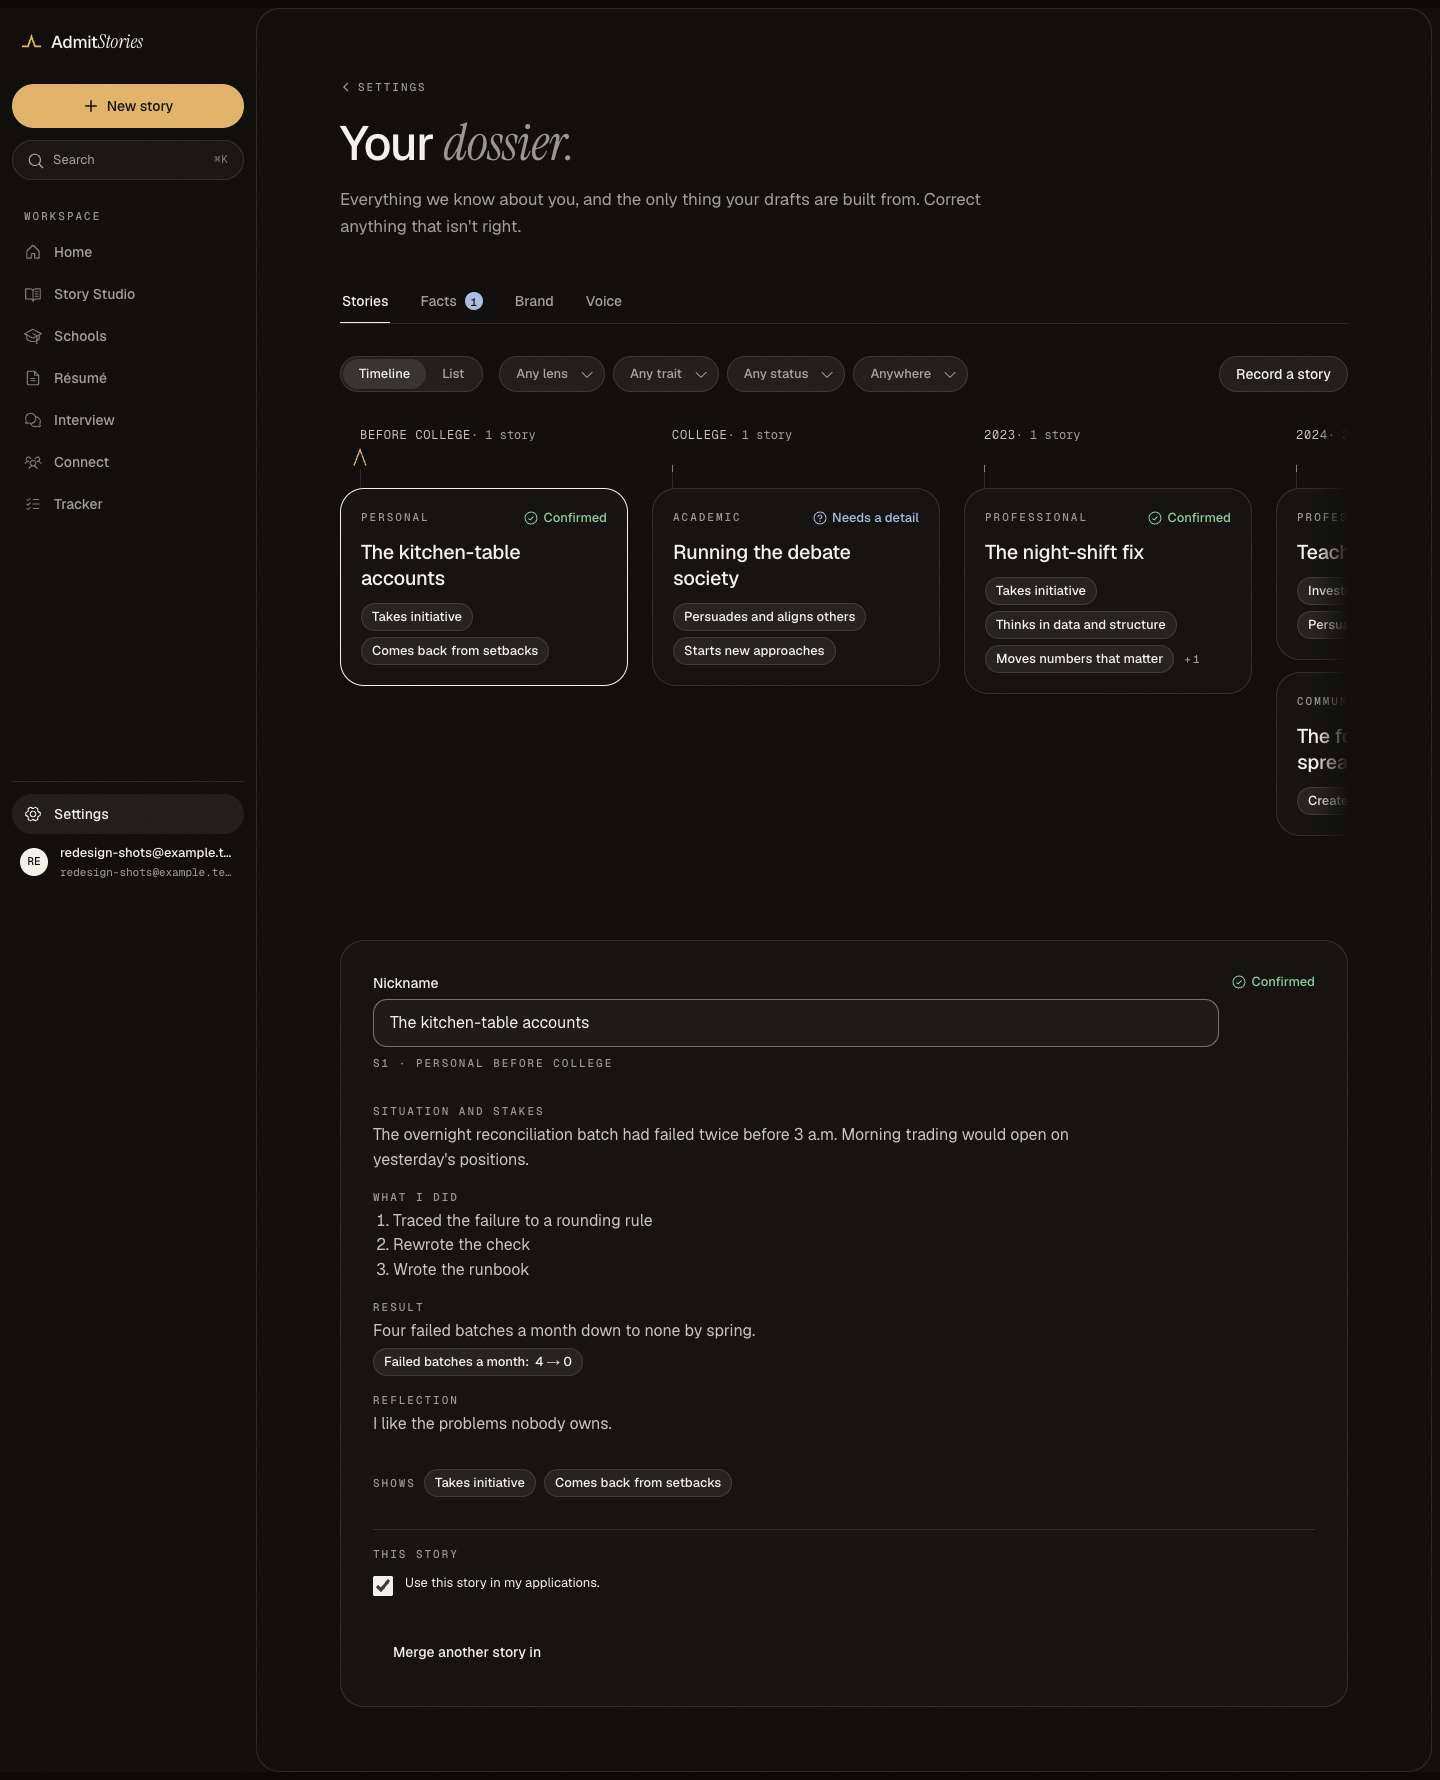 AdmitStories
New story
Search ⌘K
WORKSPACE
Home
Story Studio
Schools
Résumé
Interview
Connect
Tracker
Settings
RE
redesign-shots@example.t…
redesign-shots@example.te…
SETTINGS
Your dossier.
Everything we know about you, and the only thing your drafts are built from. Correct
anything that isn't right.
Stories Facts 1 Brand Voice
Timeline List Any lens Any trait Any status Anywhere Record a story
BEFORE COLLEGE · 1 story
PERSONAL Confirmed
The kitchen-table
accounts
Takes initiative
Comes back from setbacks
COLLEGE · 1 story
ACADEMIC Needs a detail
Running the debate
society
Persuades and aligns others
Starts new approaches
2023 · 1 story
PROFESSIONAL Confirmed
The night-shift fix
Takes initiative
Thinks in data and structure
Moves numbers that matter +1
2024 ·
PROFES
Teach
Invest
Persua
COMMUN
The fo
sprea
Create
Nickname Confirmed
The kitchen-table accounts
S1 · PERSONAL BEFORE COLLEGE
SITUATION AND STAKES
The overnight reconciliation batch had failed twice before 3 a.m. Morning trading would open on
yesterday's positions.
WHAT I DID
1. Traced the failure to a rounding rule
2. Rewrote the check
3. Wrote the runbook
RESULT
Four failed batches a month down to none by spring.
Failed batches a month: 4 → 0
REFLECTION
I like the problems nobody owns.
SHOWS Takes initiative Comes back from setbacks
THIS STORY
Use this story in my applications.
Merge another story in